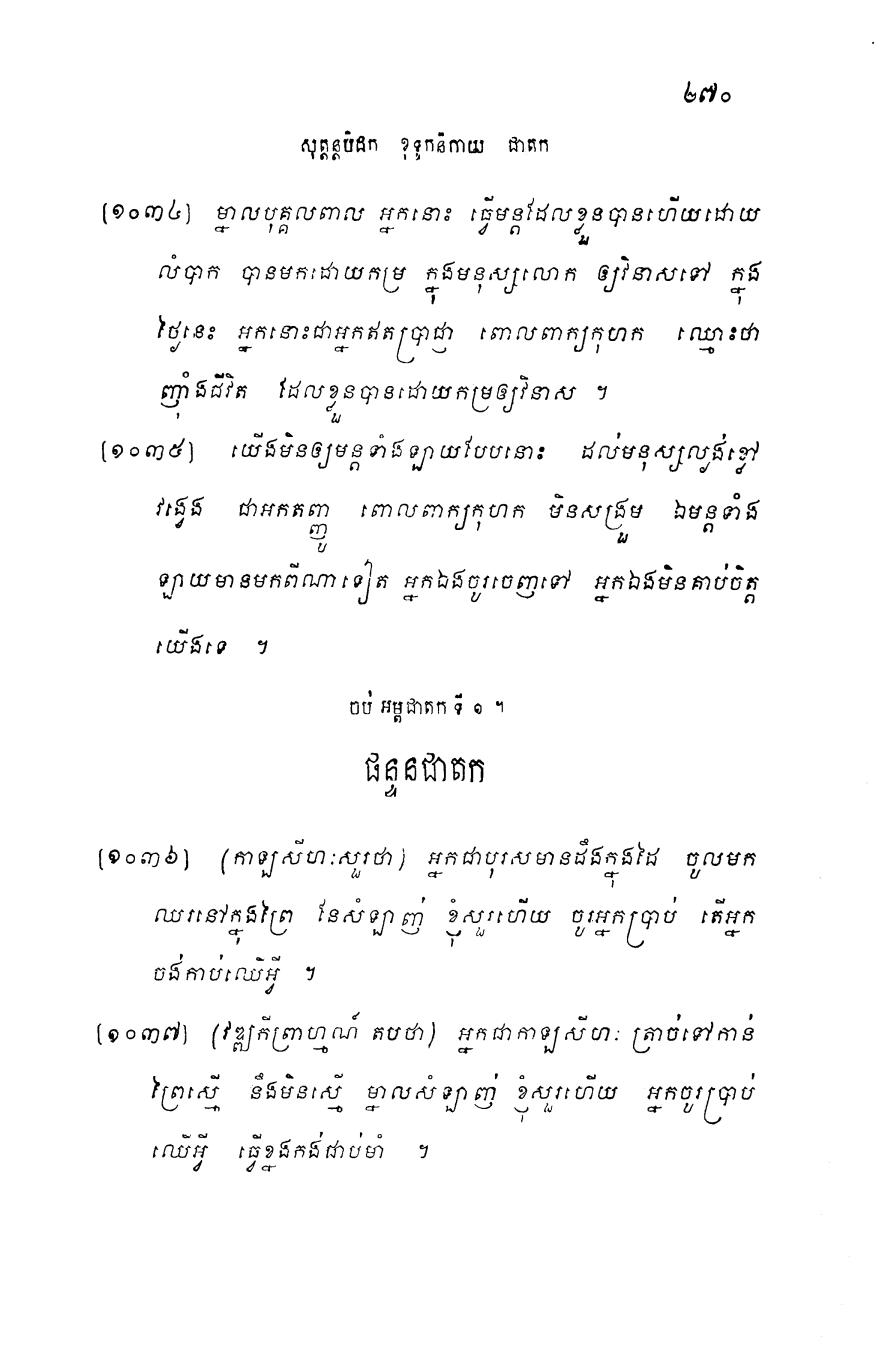 ២៧០
សុត្តន្តបិដក ខុទ្ទកនិកាយ ជាតក
(១០៣៤) ម្នាលបុគ្គលពាល អ្នកនោះ ធ្វើមន្តដែលខ្លួនបានហើយដោយ
លំបាក បានមកដោយកម្រ ក្នុងមនុស្សលោក ឲ្យវិនាសទៅ ក្នុង
ថ្ងៃនេះ អ្នកនោះជាអ្នកឥតប្រាជ្ញា ពោលពាក្យកុហក ឈ្មោះថា
ញ៉ាំងជីវិត ដែលខ្លួនបានដោយកម្រឲ្យវិនាស ។
(១០៣៥) យើងមិនឲ្យមន្តទាំងឡាយបែបនោះ ដល់មនុស្សល្ងង់ខ្លៅ
វង្វេង ជាអកតញ្ញូ ពោលពាក្យកុហក មិនសង្រួម ឯមន្តទាំង
ឡាយមានមកពីណាទៀត អ្នកឯងចូរចេញទៅ អ្នកឯងមិនគាប់ចិត្ត
យើងទេ ។
ចប់ អម្ពជាតក ទី ១ ។
ផន្ទនជាតក
(១០៣៦) (កាឡសីហៈសួរថា) អ្នកជាបុរសមានដឹងក្នុងដៃ ចូលមក
ឈរនៅក្នុងព្រៃ នែសំឡាញ់ ខ្ញុំសួរហើយ ចូរអ្នកប្រាប់ តើអ្នក
ចង់កាប់ឈើអ្វី ។
(១០៣៧) (វឌ្ឍកីព្រាហ្មណ៍ តបថា) អ្នកជាកាឡសីហៈ ត្រាច់ទៅកាន់
ព្រៃស្មើ នឹងមិនស្មើ ម្នាលសំឡាញ់ ខ្ញុំសួរហើយ អ្នកចូរប្រាប់
ឈើអ្វី ធ្វើខ្នងកង់ជាប់មាំ ។